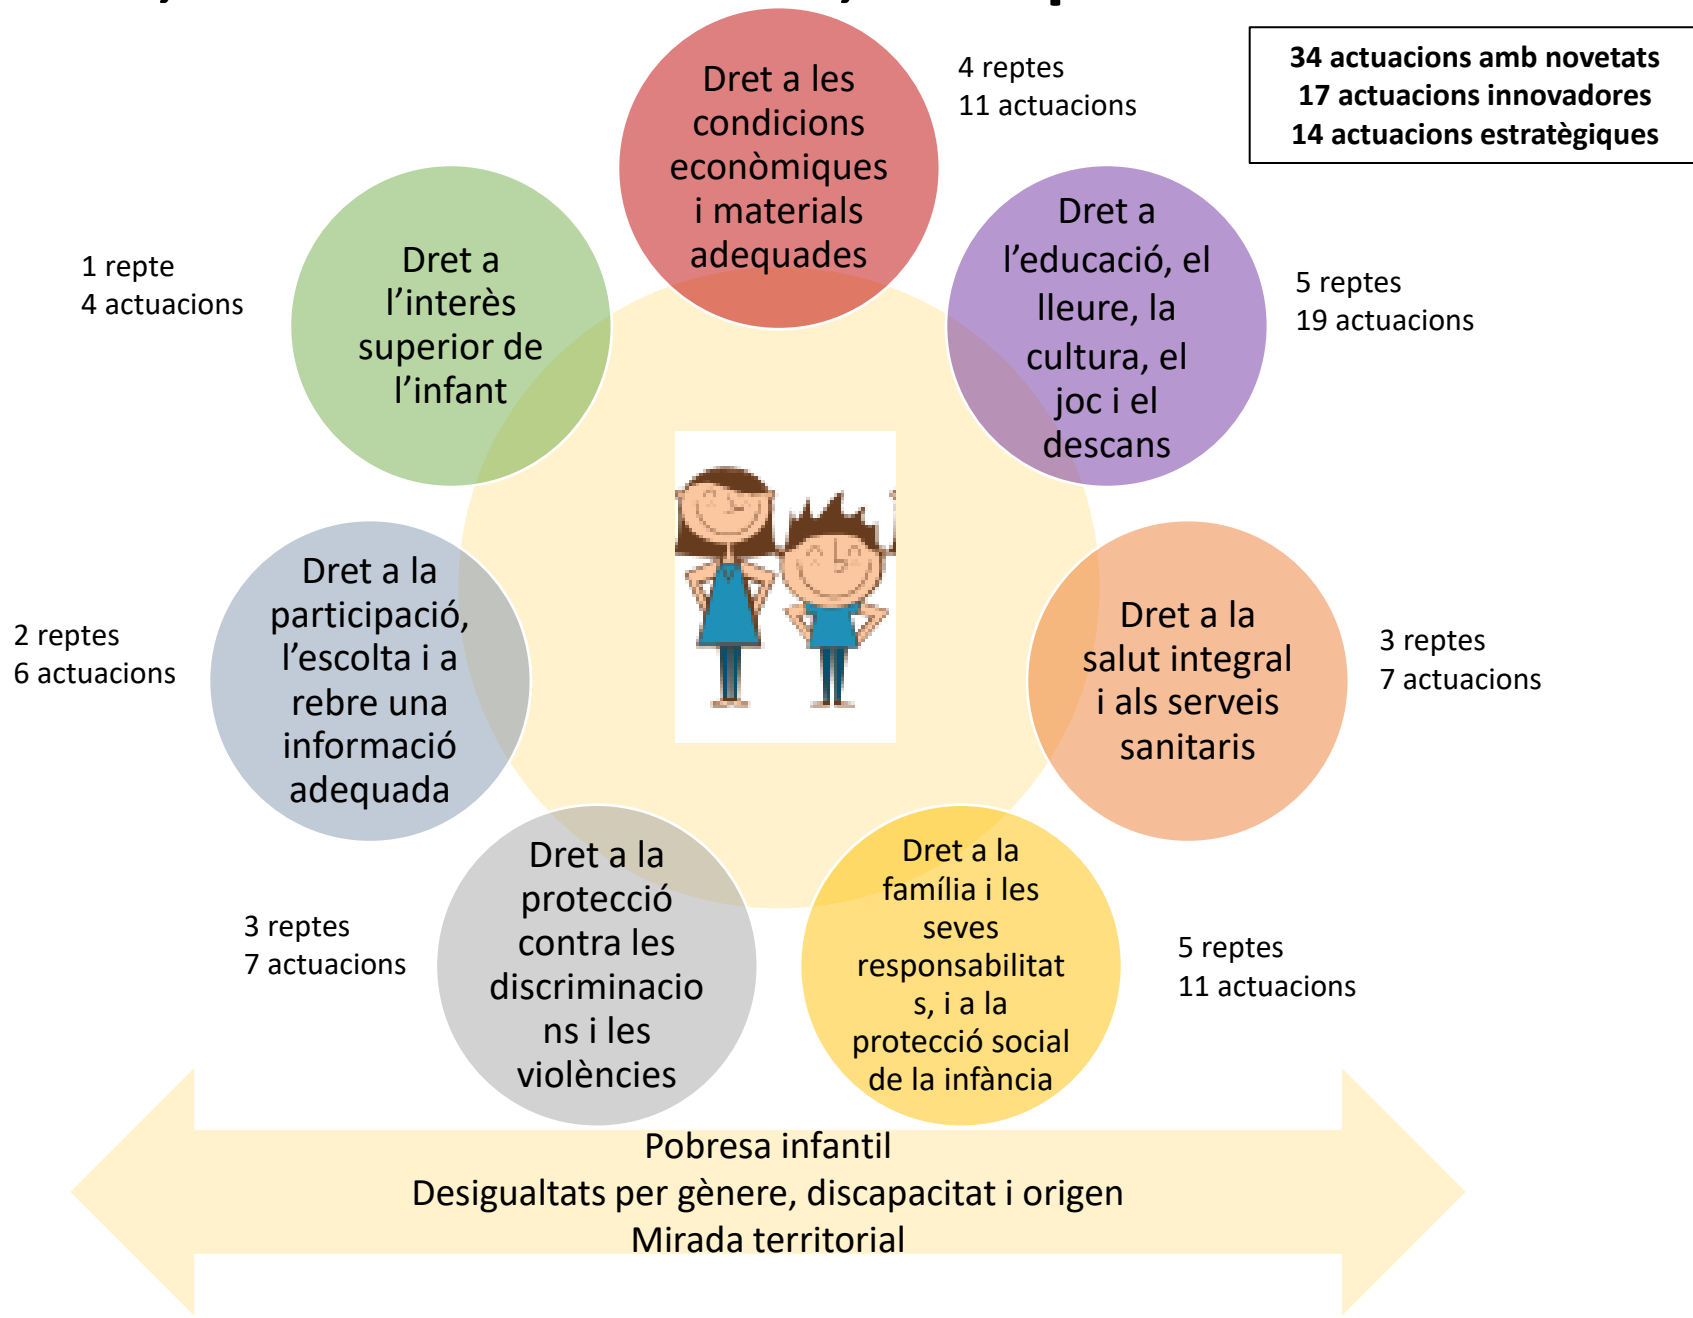 Dret a les
condicions
econòmiques
i materials
adequades
4 reptes
11 actuacions
34 actuacions amb novetats
17 actuacions innovadores
14 actuacions estratègiques
Dret a
l’educació, el
lleure, la
cultura, el
joc i el
descans
5 reptes
19 actuacions
Dret a la
salut integral
i als serveis
sanitaris
3 reptes
7 actuacions
Dret a la
família i les
seves
responsabilitat
s, i a la
protecció social
de la infància
5 reptes
11 actuacions
Dret a la
protecció
contra les
discriminacio
ns i les
violències
3 reptes
7 actuacions
Dret a la
participació,
l’escolta i a
rebre una
informació
adequada
2 reptes
6 actuacions
Dret a
l’interès
superior de
l’infant
1 repte
4 actuacions
Pobresa infantil
Desigualtats per gènere, discapacitat i origen
Mirada territorial